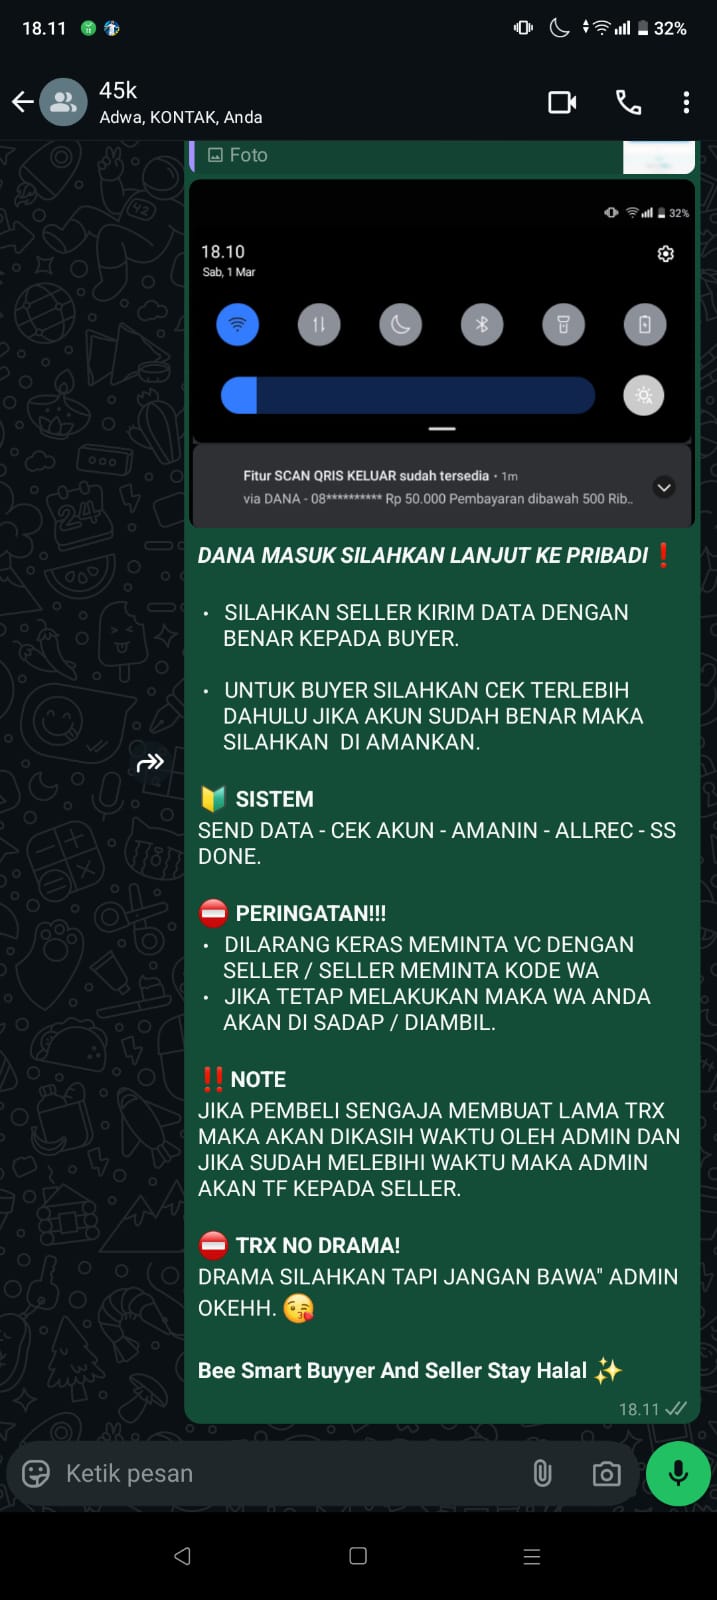 18.11
32%
45k
Adwa, KONTAK, Anda
Foto
32%
18.10
Sab, 1 Mar
Fitur SCAN QRIS KELUAR sudah tersedia • 1m
via DANA - 08********** Rp 50.000 Pembayaran dibawah 500 Rib..
DANA MASUK SILAHKAN LANJUT KE PRIBADI❗
• SILAHKAN SELLER KIRIM DATA DENGAN
BENAR KEPADA BUYER.
• UNTUK BUYER SILAHKAN CEK TERLEBIH
DAHULU JIKA AKUN SUDAH BENAR MAKA
SILAHKAN  DI AMANKAN.
🔰 SISTEM
SEND DATA - CEK AKUN - AMANIN - ALLREC - SS
DONE.
⛔ PERINGATAN!!!
• DILARANG KERAS MEMINTA VC DENGAN
SELLER / SELLER MEMINTA KODE WA
• JIKA TETAP MELAKUKAN MAKA WA ANDA
AKAN DI SADAP / DIAMBIL.
‼️ NOTE
JIKA PEMBELI SENGAJA MEMBUAT LAMA TRX
MAKA AKAN DIKASIH WAKTU OLEH ADMIN DAN
JIKA SUDAH MELEBIHI WAKTU MAKA ADMIN
AKAN TF KEPADA SELLER.
⛔ TRX NO DRAMA!
DRAMA SILAHKAN TAPI JANGAN BAWA" ADMIN
OKEHH. 😘
Bee Smart Buyyer And Seller Stay Halal ✨
18.11
Ketik pesan